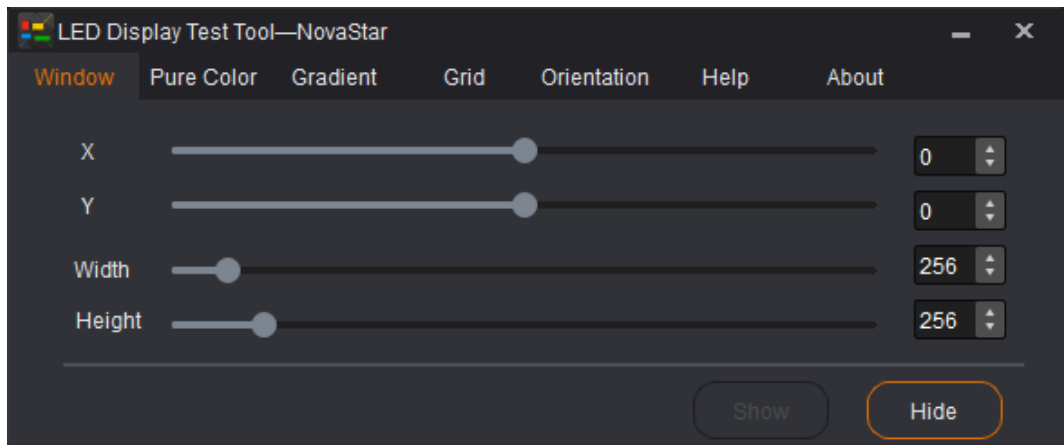 LED Display Test Tool—NovaStar
Window Pure Color Gradient Grid Orientation Help About
X 0
Y 0
Width 256
Height 256
Show Hide